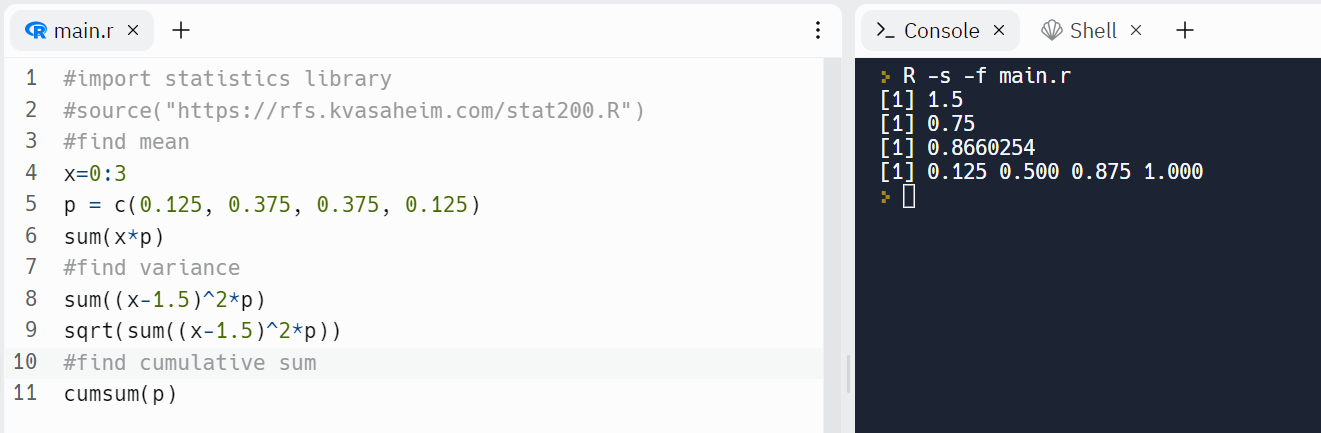 main.r ×
1 #import statistics library
2 #source("https://rfs.kvasaheim.com/stat200.R")
3 #find mean
4 x=0:3
5 p = c(0.125, 0.375, 0.375, 0.125)
6 sum(x*p)
7 #find variance
8 sum((x-1.5)^2*p)
9 sqrt(sum((x-1.5)^2*p))
10 #find cumulative sum
11 cumsum(p)
Console × Shell ×
R -s -f main.r
[1] 1.5
[1] 0.75
[1] 0.8660254
[1] 0.125 0.500 0.875 1.000